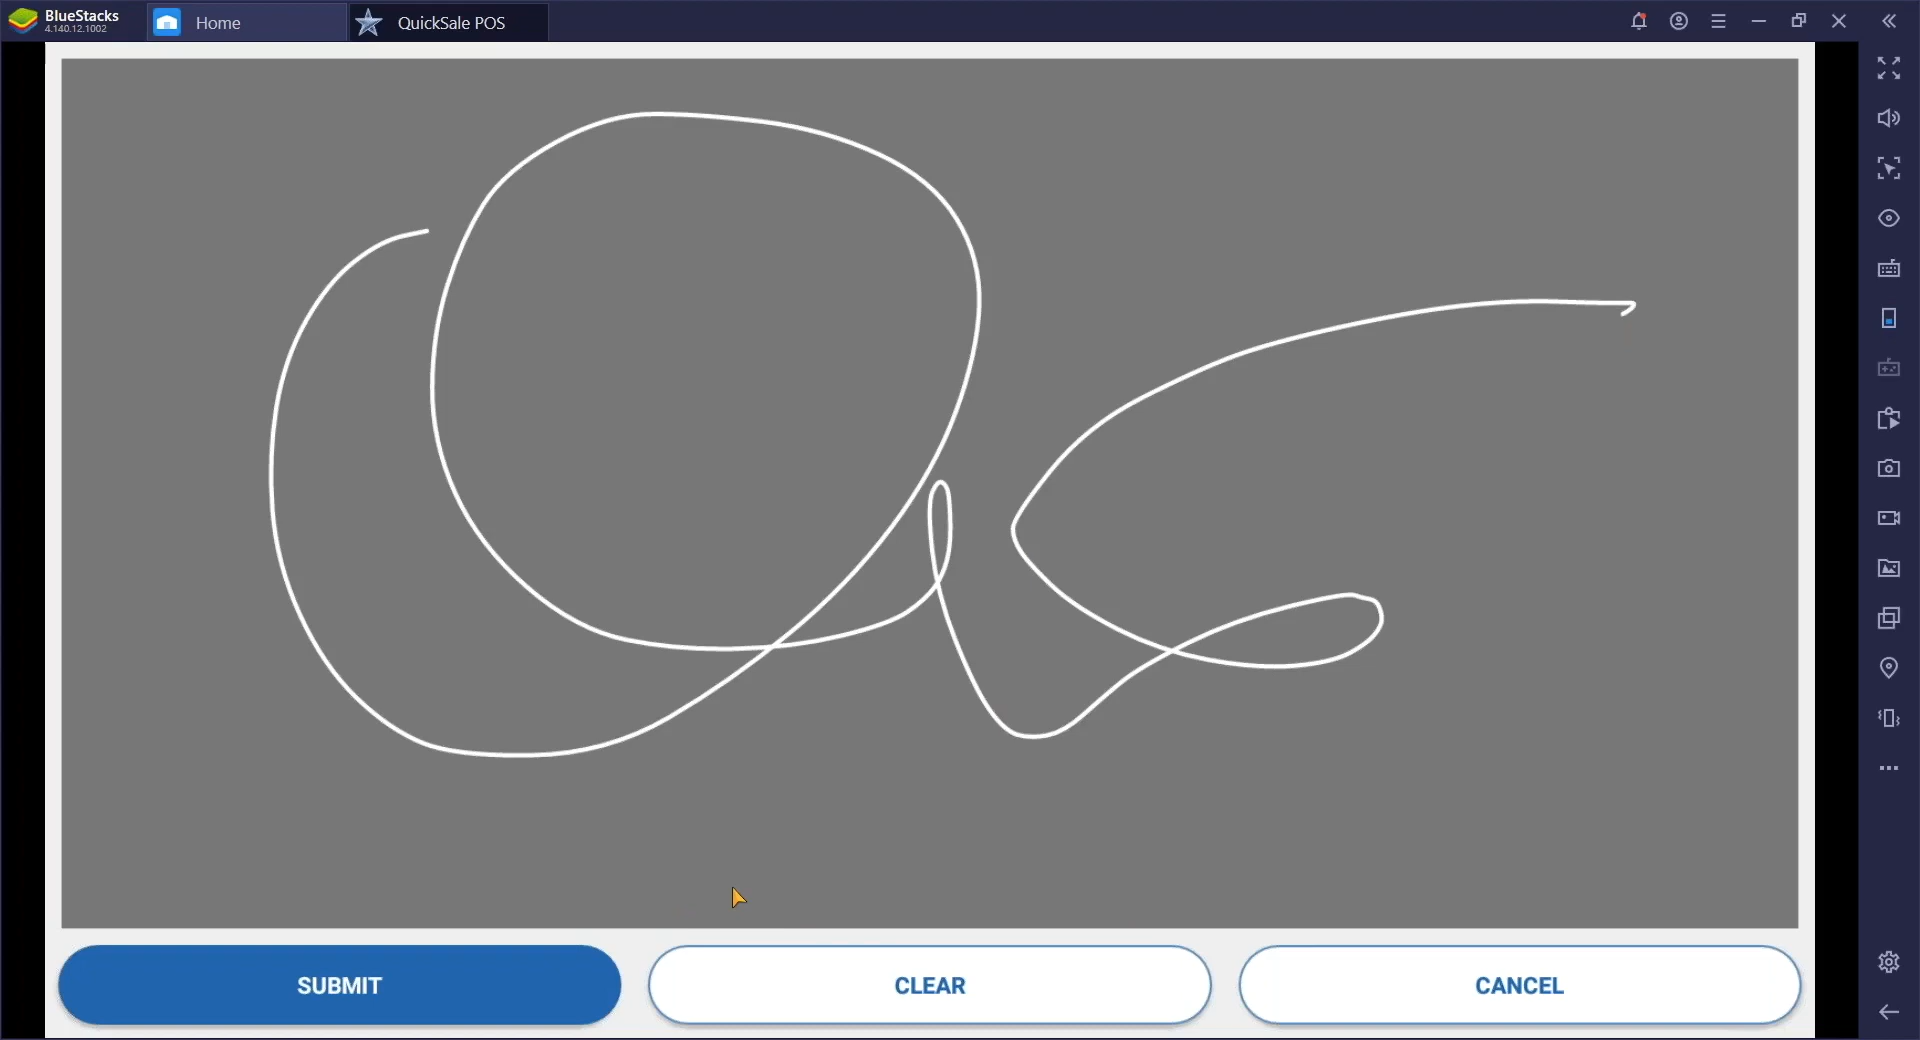 BlueStacks
4.140.12.1002
Home
QuickSale POS
SUBMIT
CLEAR
CANCEL